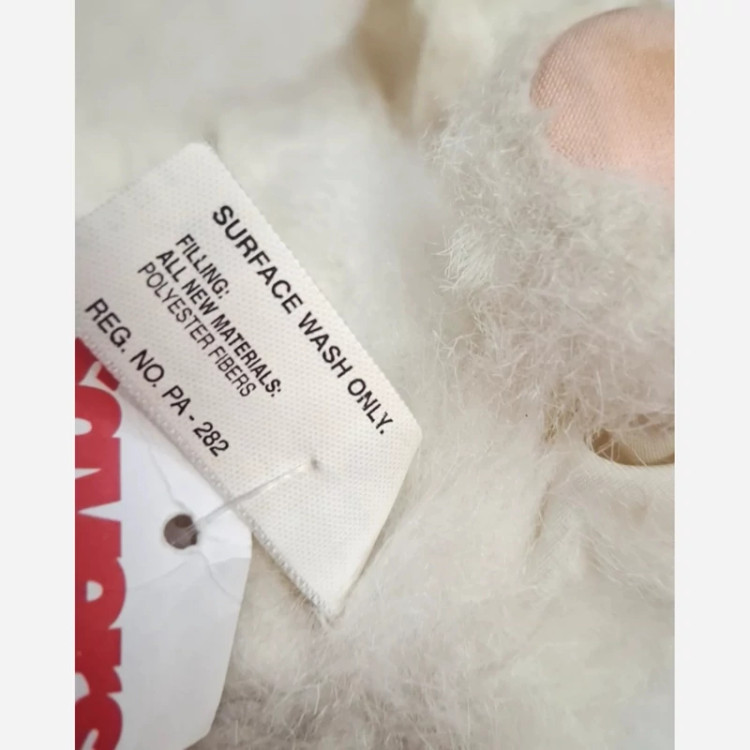 SURFACE WASH ONLY.
FILLING:
ALL NEW MATERIALS:
POLYESTER FIBERS
REG. NO. PA - 282